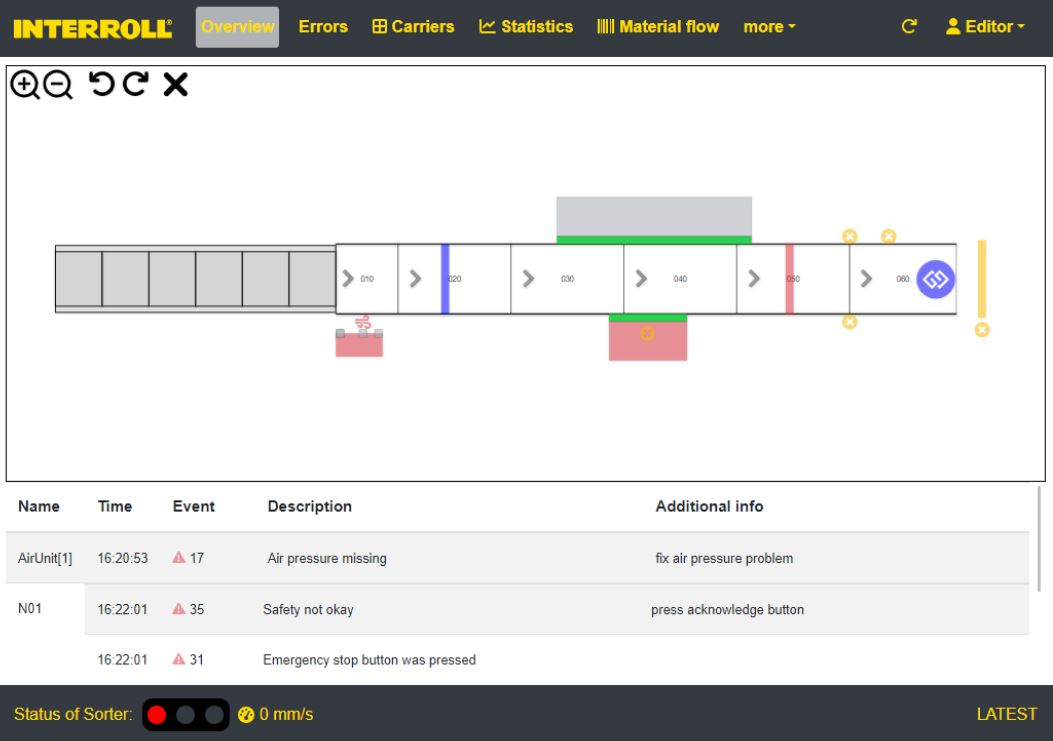 INTERROLL® Overview Errors Carriers Statistics Material flow more Editor
010 020 030 040 050 060
Name Time Event Description Additional info
AirUnit[1] 16:20:53 17 Air pressure missing fix air pressure problem
N01 16:22:01 35 Safety not okay press acknowledge button
16:22:01 31 Emergency stop button was pressed
Status of Sorter: 0 mm/s LATEST